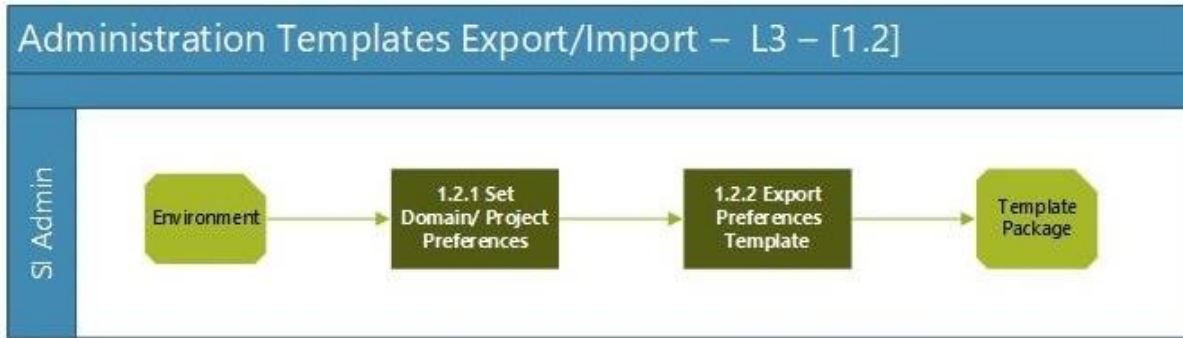 Administration Templates Export/Import – L3 – [1.2]
SI Admin
Environment
1.2.1 Set
Domain/ Project
Preferences
1.2.2 Export
Preferences
Template
Template
Package